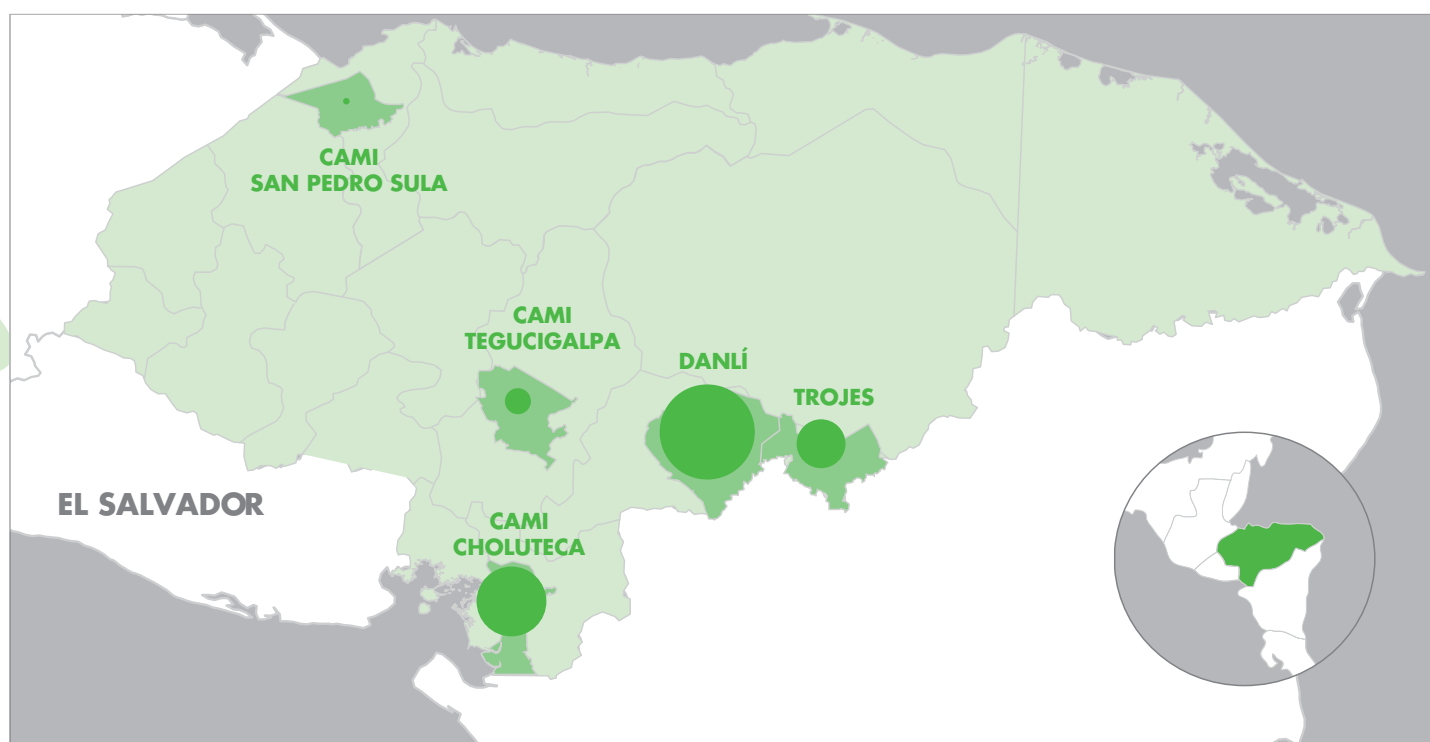 CAMI
SAN PEDRO SULA
CAMI
TEGUCIGALPA
DANLÍ
TROJES
EL SALVADOR
CAMI
CHOLUTECA